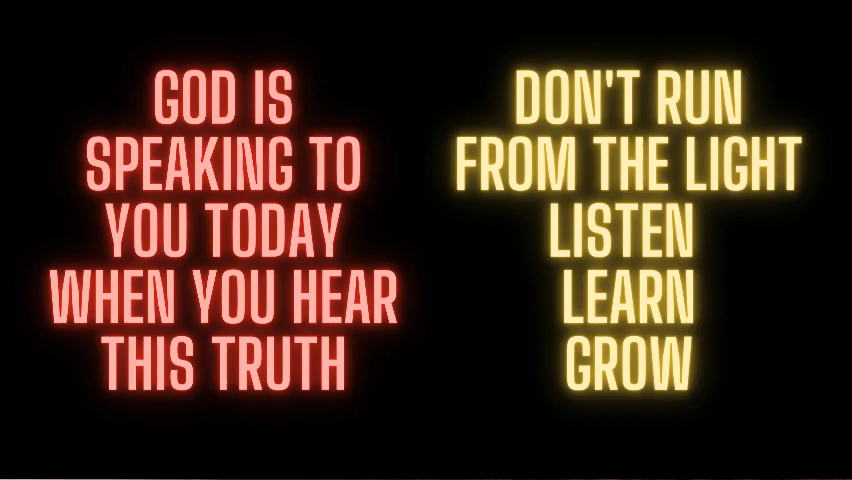 GOD IS
SPEAKING TO
YOU TODAY
WHEN YOU HEAR
THIS TRUTH
DON'T RUN
FROM THE LIGHT
LISTEN
LEARN
GROW